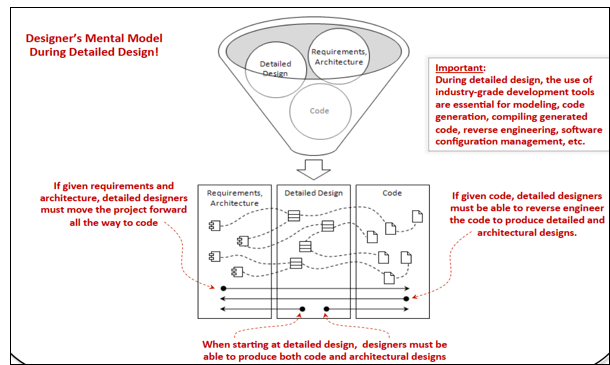 Designer's Mental Model
During Detailed Design!
Detailed
Design
Requirements,
Architecture
Code
Important:
During detailed design, the use of
industry-grade development tools
are essential for modeling, code
generation, compiling generated
code, reverse engineering, software
configuration management, etc.
If given requirements and
architecture, detailed designers
must move the project forward
all the way to code
Requirements,
Architecture
Detailed Design
Code
If given code, detailed designers
must be able to reverse engineer
the code to produce detailed and
architectural designs.
When starting at detailed design, designers must be
able to produce both code and architectural designs